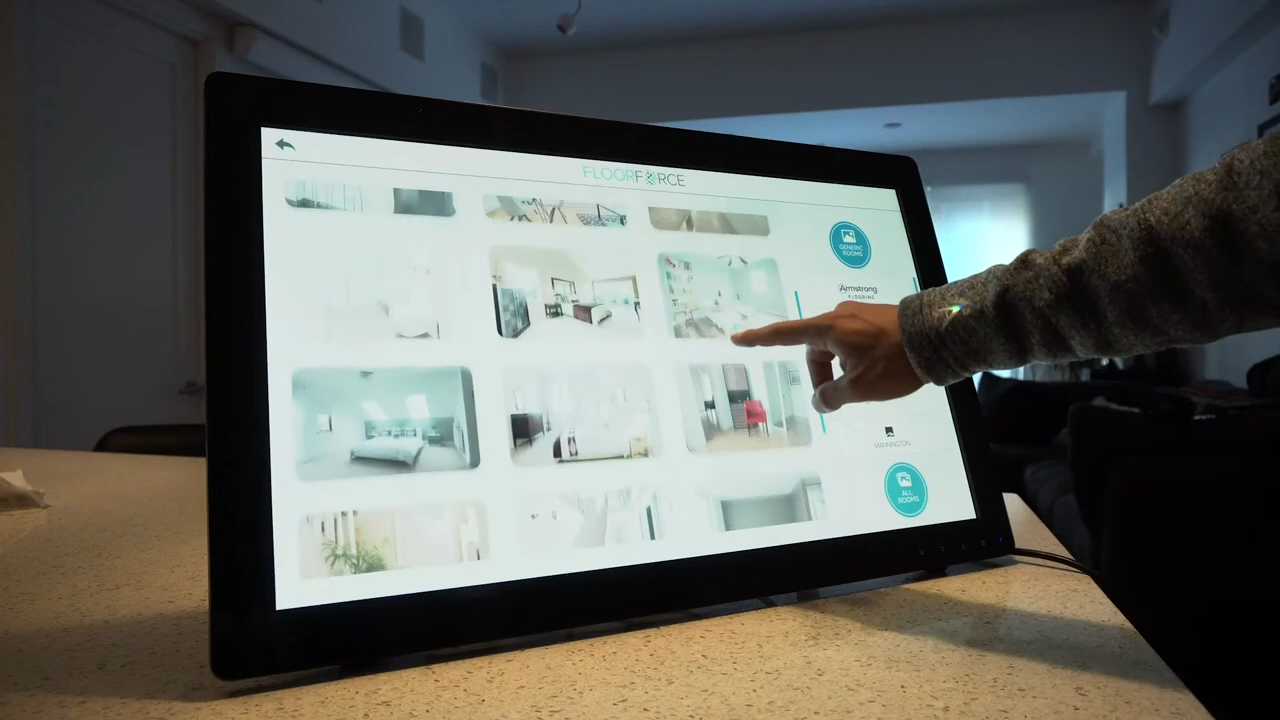 FLOORFORCE
GENERIC
ROOMS
Armstrong
FLOORING
MANNINGTON
ALL
ROOMS